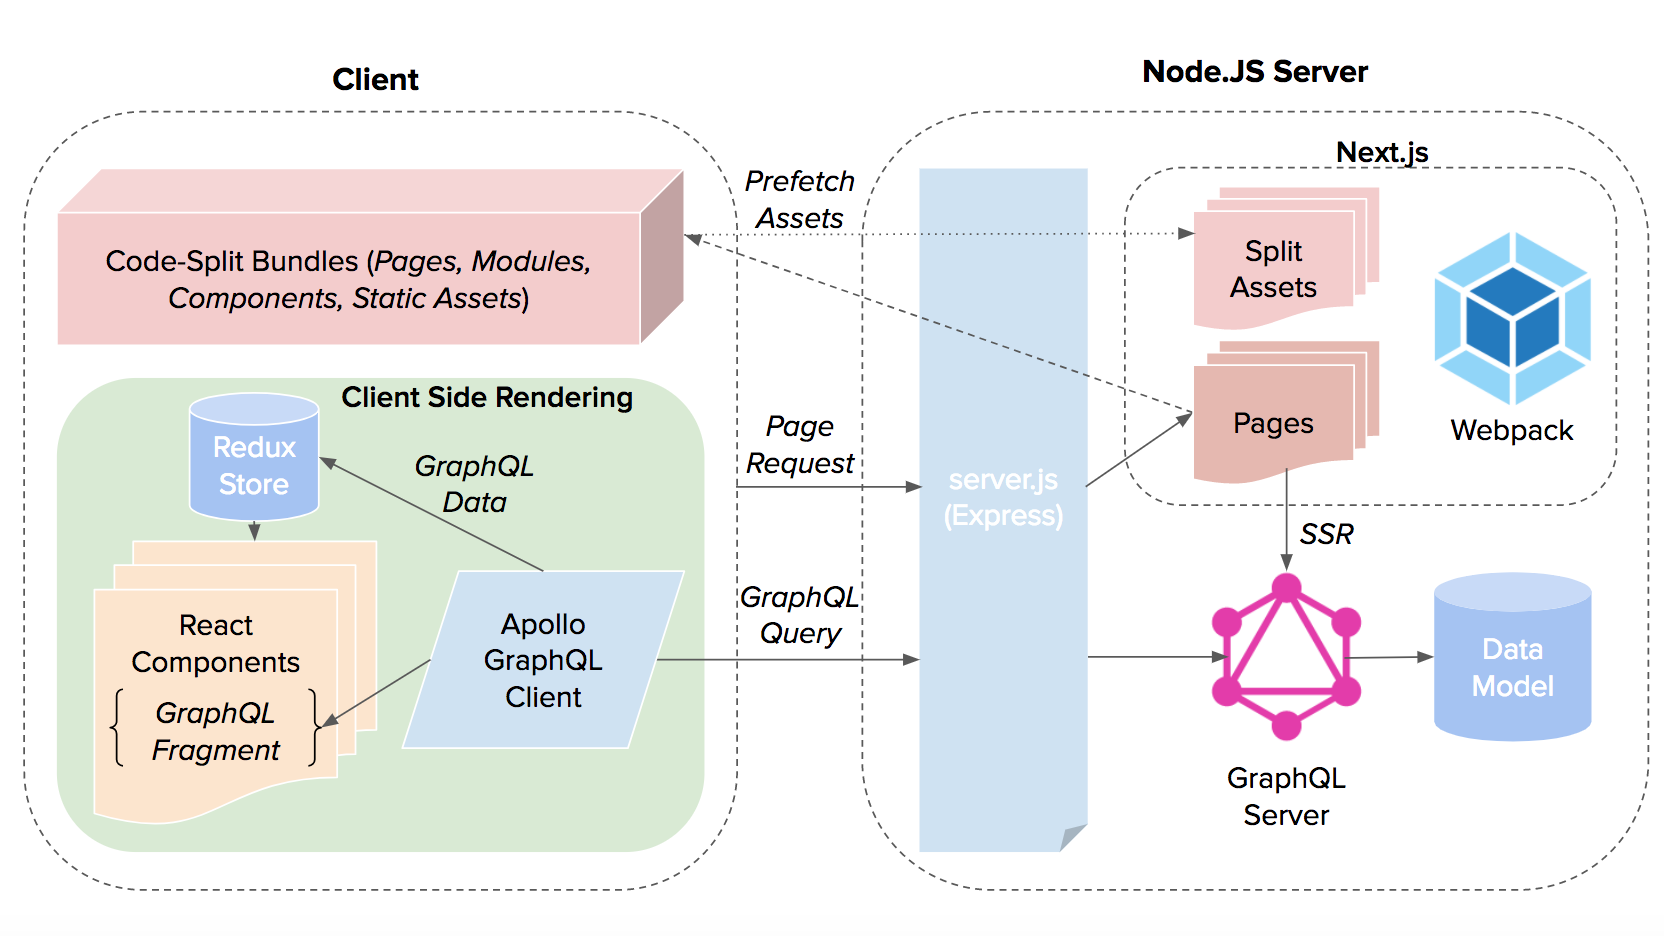 Client
Node.JS Server
Next.js
Prefetch
Assets
Code-Split Bundles (Pages, Modules,
Components, Static Assets)
Split
Assets
Pages
Webpack
Client Side Rendering
Redux
Store
GraphQL
Data
Page
Request
server.js
(Express)
SSR
React
Components
GraphQL
Fragment
Apollo
GraphQL
Client
GraphQL
Query
Data
Model
GraphQL
Server